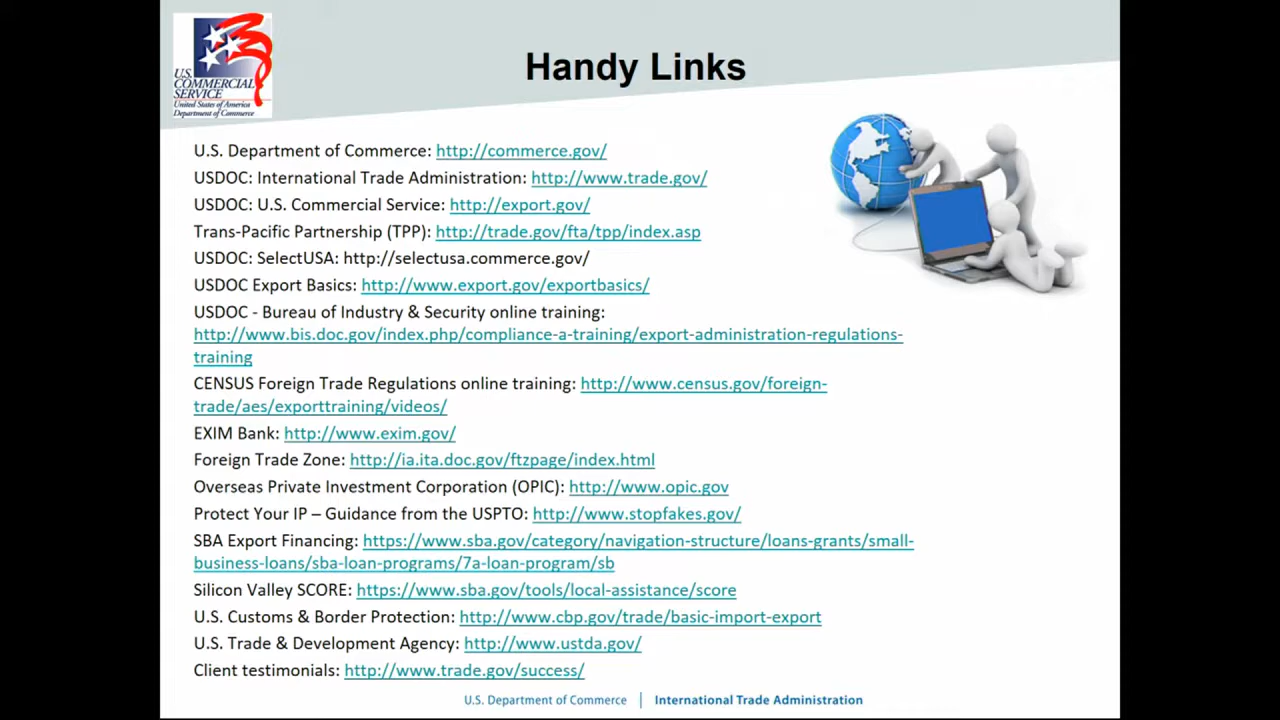 U.S.
COMMERCIAL
SERVICE
United States of America
Department of Commerce
Handy Links
U.S. Department of Commerce: http://commerce.gov/
USDOC: International Trade Administration: http://www.trade.gov/
USDOC: U.S. Commercial Service: http://export.gov/
Trans-Pacific Partnership (TPP): http://trade.gov/fta/tpp/index.asp
USDOC: SelectUSA: http://selectusa.commerce.gov/
USDOC Export Basics: http://www.export.gov/exportbasics/
USDOC - Bureau of Industry & Security online training:
http://www.bis.doc.gov/index.php/compliance-a-training/export-administration-regulations-
training
CENSUS Foreign Trade Regulations online training: http://www.census.gov/foreign-
trade/aes/exporttraining/videos/
EXIM Bank: http://www.exim.gov/
Foreign Trade Zone: http://ia.ita.doc.gov/ftzpage/index.html
Overseas Private Investment Corporation (OPIC): http://www.opic.gov
Protect Your IP – Guidance from the USPTO: http://www.stopfakes.gov/
SBA Export Financing: https://www.sba.gov/category/navigation-structure/loans-grants/small-
business-loans/sba-loan-programs/7a-loan-program/sb
Silicon Valley SCORE: https://www.sba.gov/tools/local-assistance/score
U.S. Customs & Border Protection: http://www.cbp.gov/trade/basic-import-export
U.S. Trade & Development Agency: http://www.ustda.gov/
Client testimonials: http://www.trade.gov/success/
U.S. Department of Commerce | International Trade Administration